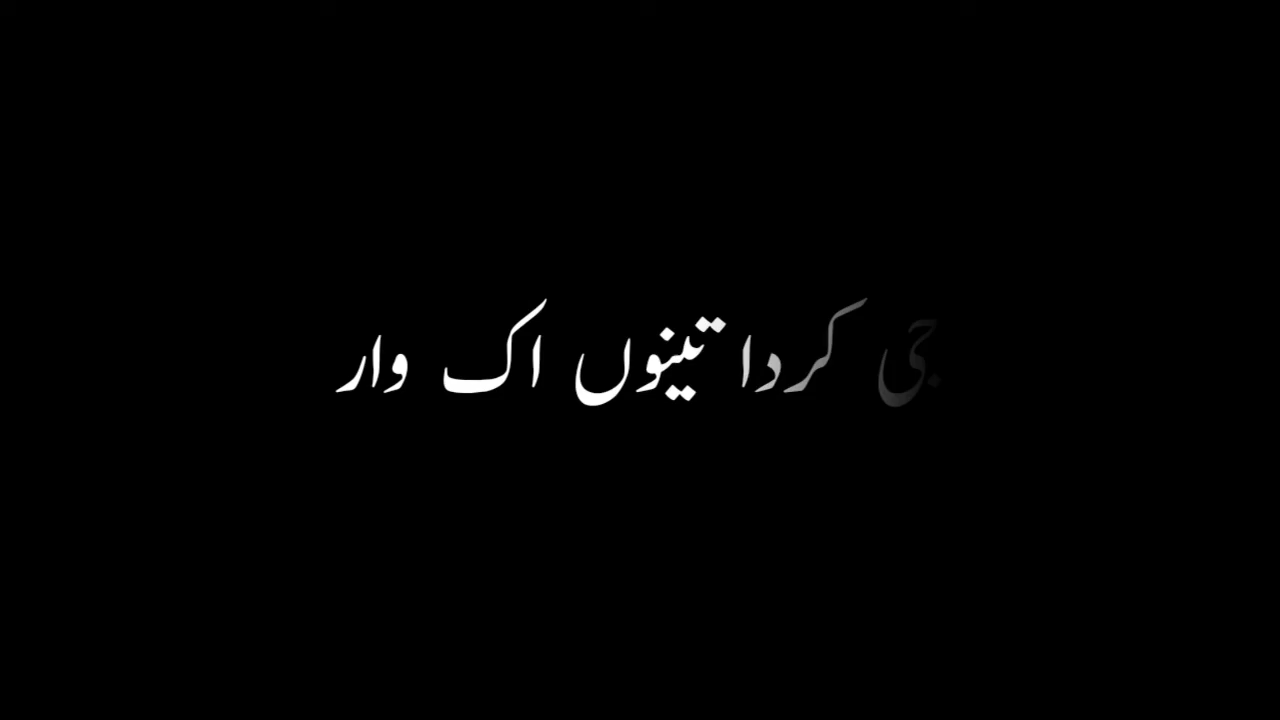 جی کردا تینوں اک وار